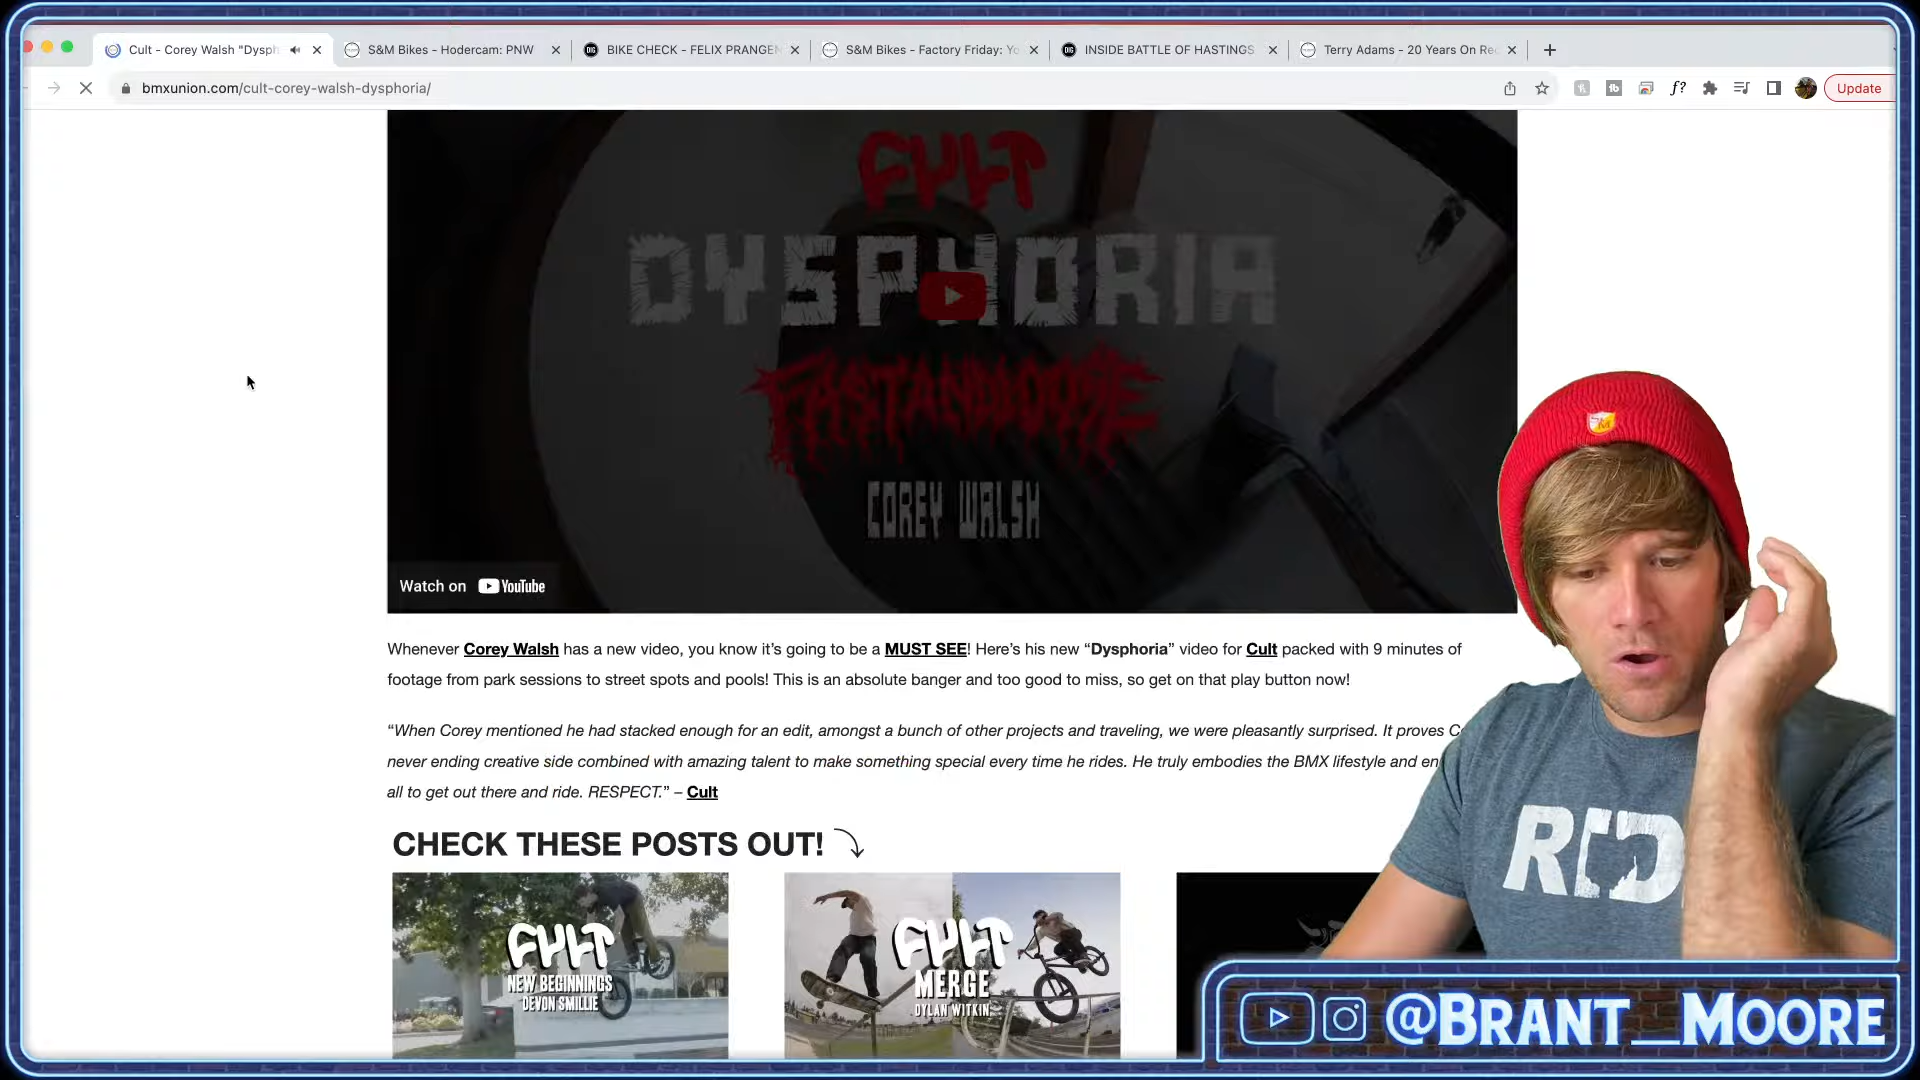 Cult - Corey Walsh "Dysph
S&M Bikes - Hodercam: PNW
DIG
BIKE CHECK - FELIX PRANGEN
S&M Bikes - Factory Friday: Yo
DIG
INSIDE BATTLE OF HASTINGS
Terry Adams - 20 Years On Re
bmxunion.com/cult-corey-walsh-dysphoria/
f?
Update
CULT
DYSPHORIA
FASTANDLOOSE
COREY WALSH
Watch on YouTube
Whenever Corey Walsh has a new video, you know it's going to be a MUST SEE! Here's his new “Dysphoria” video for Cult packed with 9 minutes of
footage from park sessions to street spots and pools! This is an absolute banger and too good to miss, so get on that play button now!
“When Corey mentioned he had stacked enough for an edit, amongst a bunch of other projects and traveling, we were pleasantly surprised. It proves C
never ending creative side combined with amazing talent to make something special every time he rides. He truly embodies the BMX lifestyle and en
all to get out there and ride. RESPECT.” – Cult
CHECK THESE POSTS OUT!
CULT
NEW BEGINNINGS
DEVON SMILLIE
CULT
MERGE
DYLAN WITKIN
@BRANT_MOORE